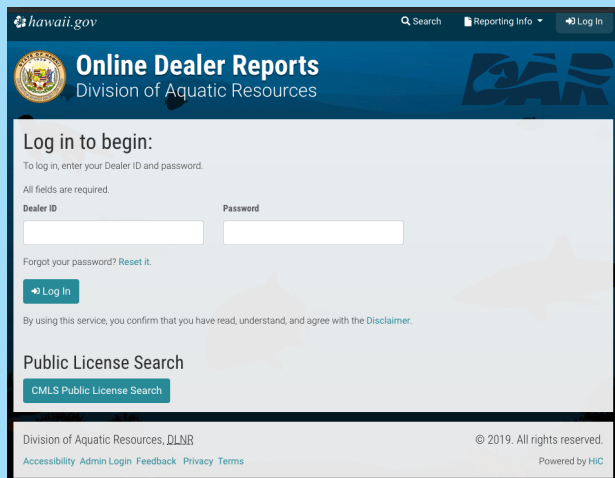 hawaii.gov
Search
Reporting Info
Log In
Online Dealer Reports
Division of Aquatic Resources
DAR
Log in to begin:
To log in, enter your Dealer ID and password.
All fields are required.
Dealer ID
Password
Forgot your password? Reset it.
Log In
By using this service, you confirm that you have read, understand, and agree with the Disclaimer.
Public License Search
CMLS Public License Search
Division of Aquatic Resources, DLNR
© 2019. All rights reserved.
Accessibility Admin Login Feedback Privacy Terms
Powered by HiC